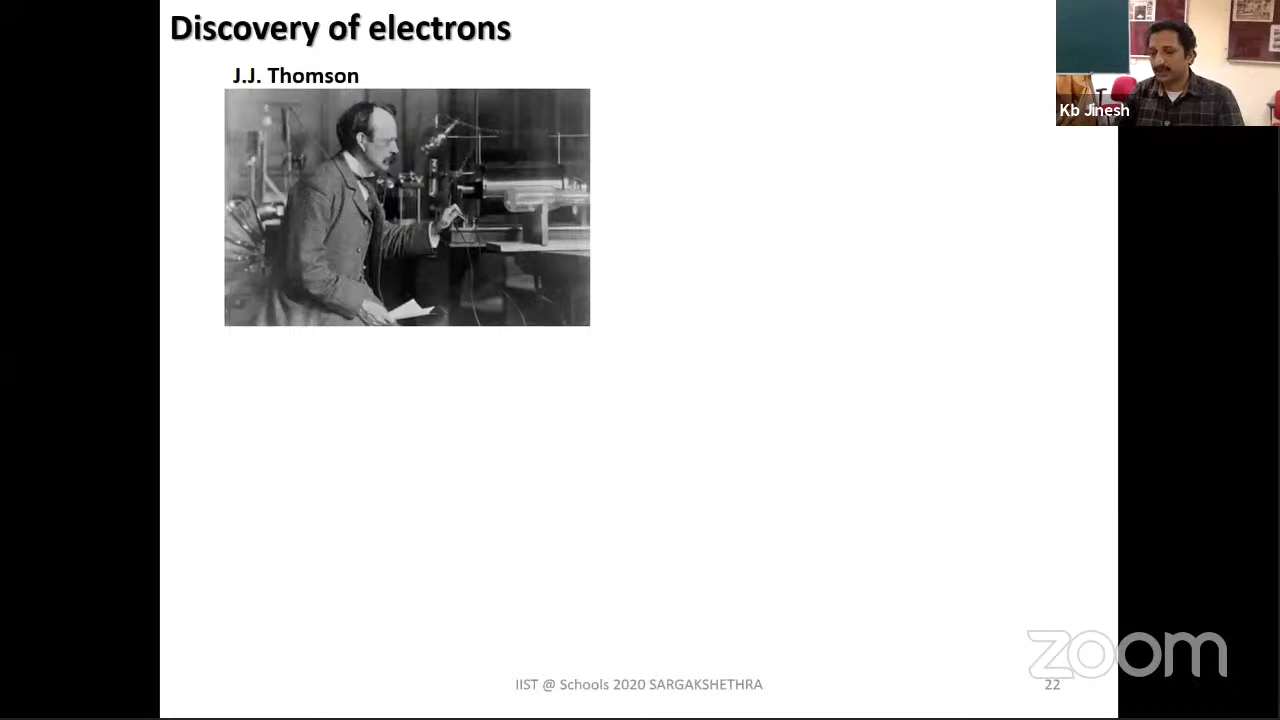 Discovery of electrons
J.J. Thomson
Kb Jinesh
zoom
IIST @ Schools 2020 SARGAKSHETHRA
22